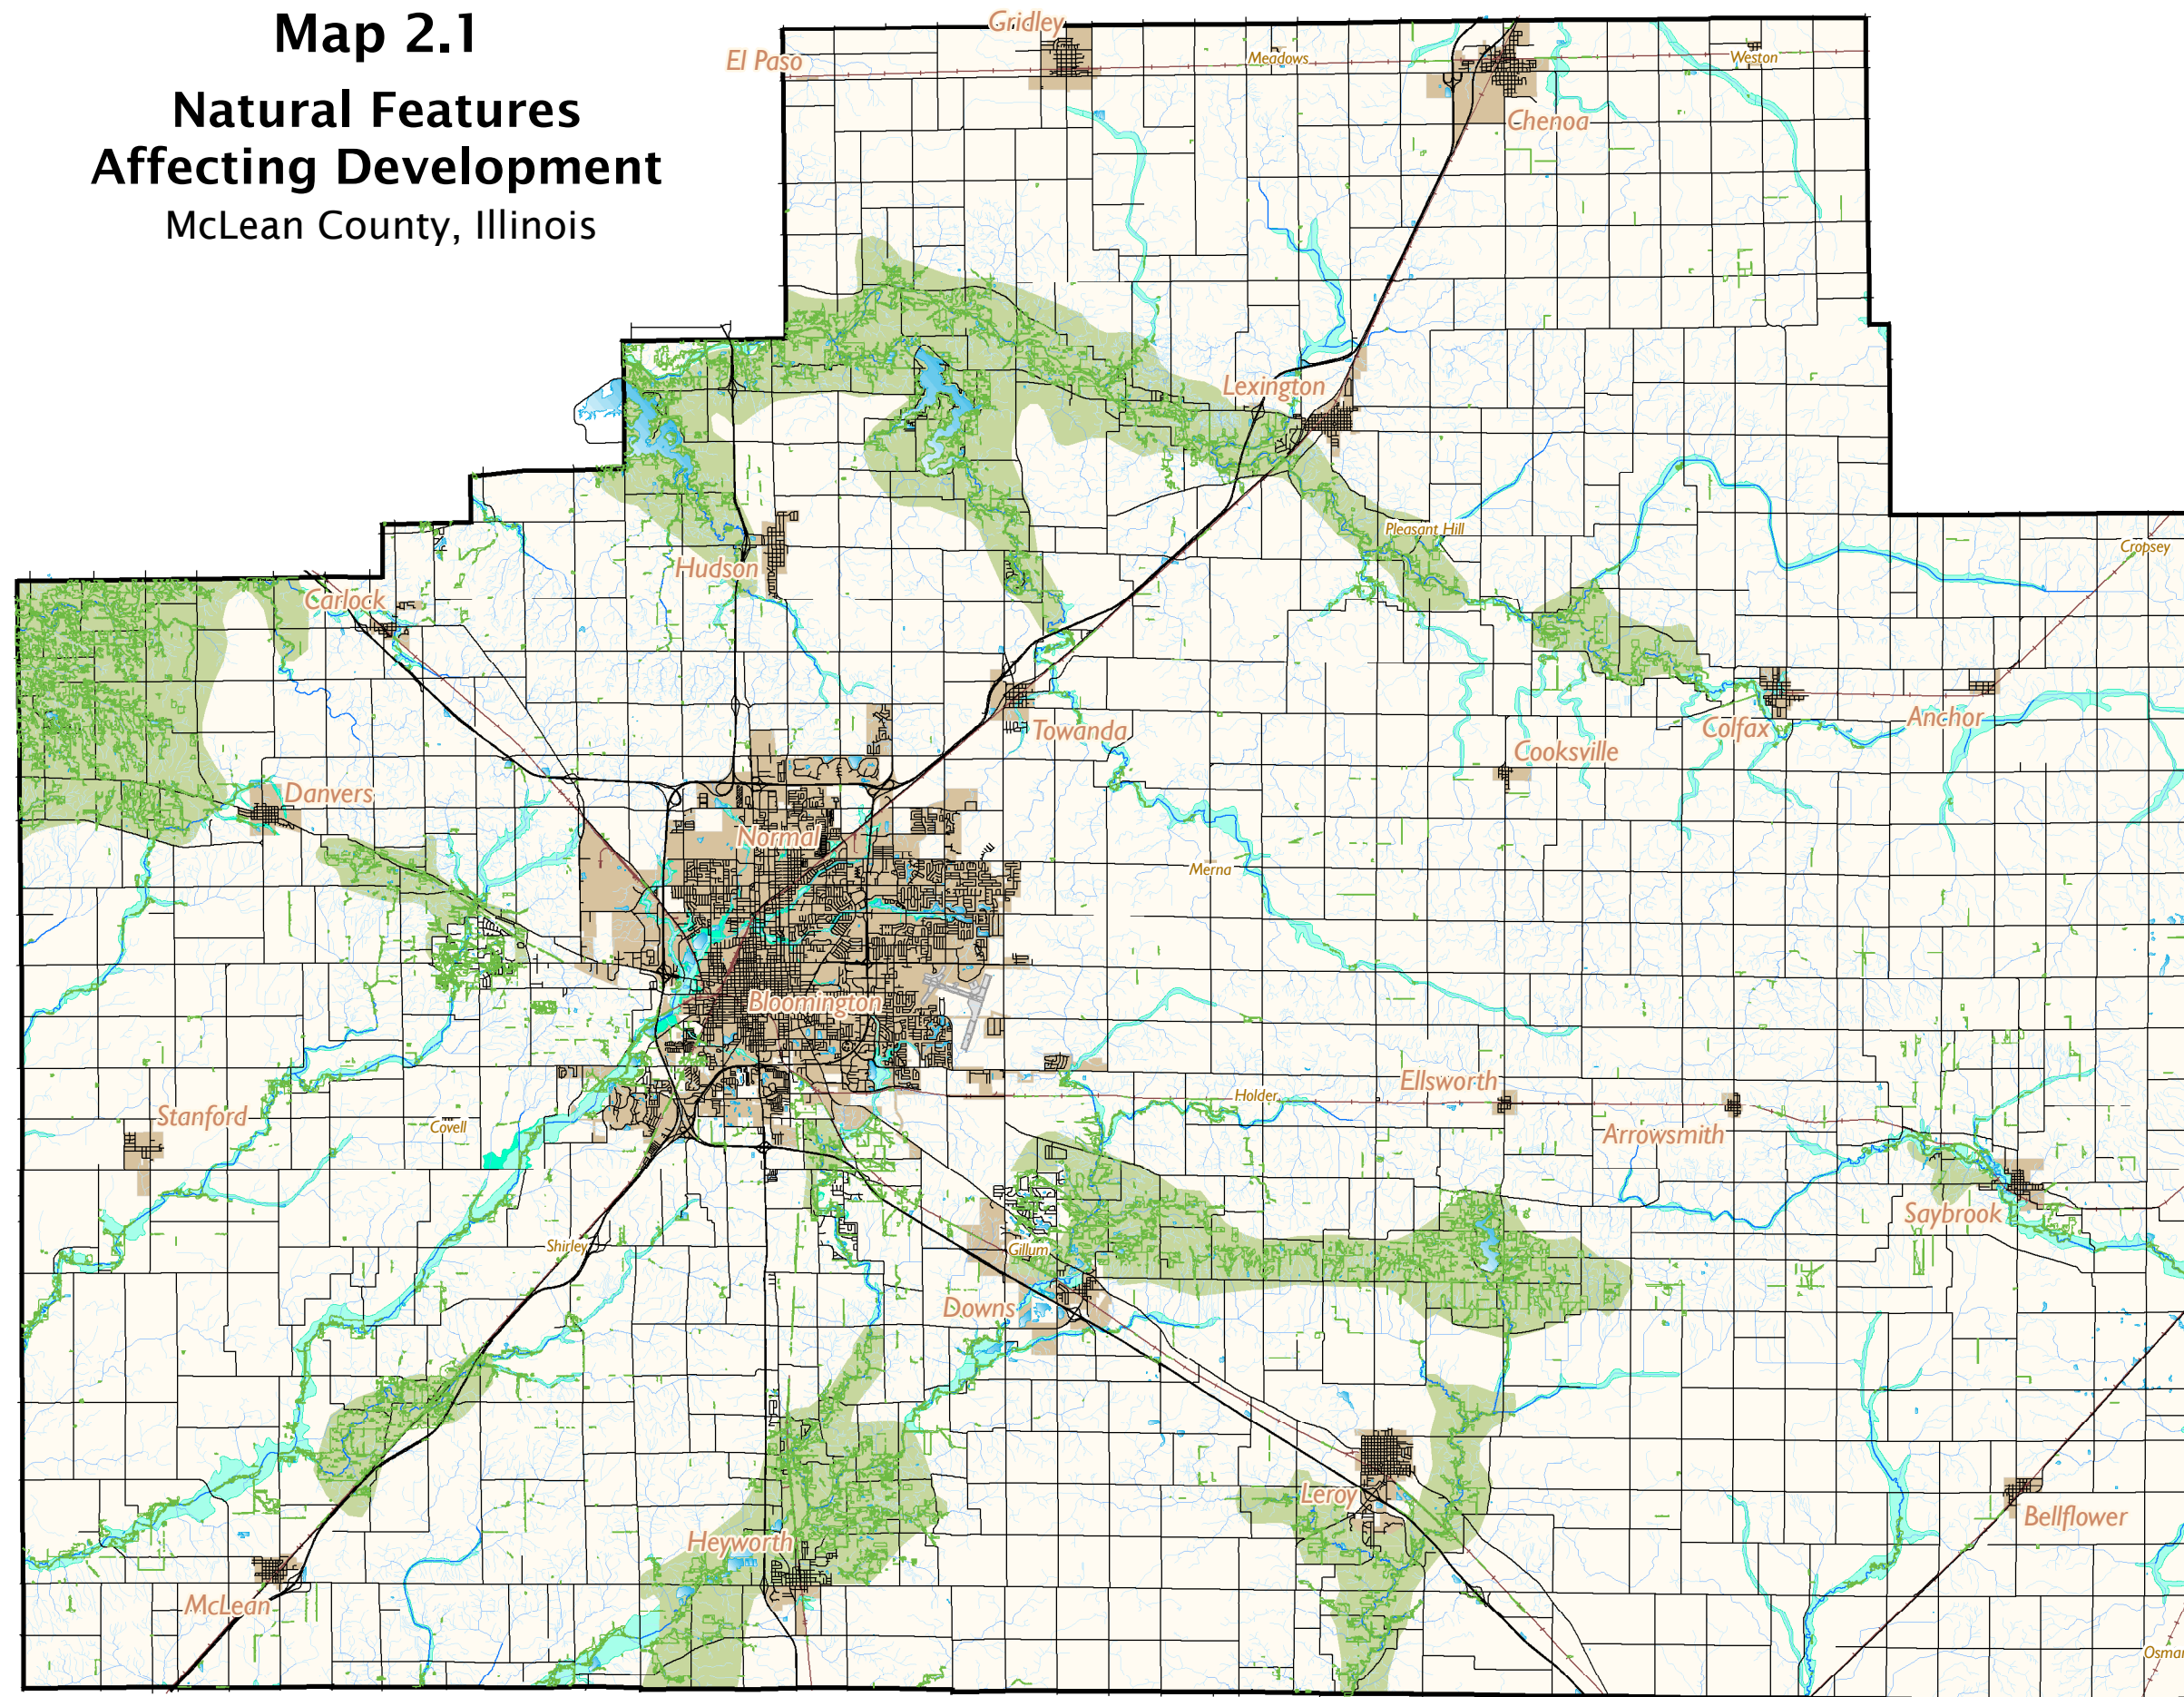 Map 2.1
Natural Features
Affecting Development
McLean County, Illinois
Gridley
El Paso
Meadows
Weston
Chenoa
Lexington
Pleasant Hill
Cropsey
Hudson
Carlock
Towanda
Colfax
Anchor
Cooksville
Danvers
Normal
Merna
Bloomington
Ellsworth
Holder
Stanford
Covell
Arrowsmith
Saybrook
Shirley
Gillum
Downs
Leroy
Bellflower
Heyworth
McLean
Osma